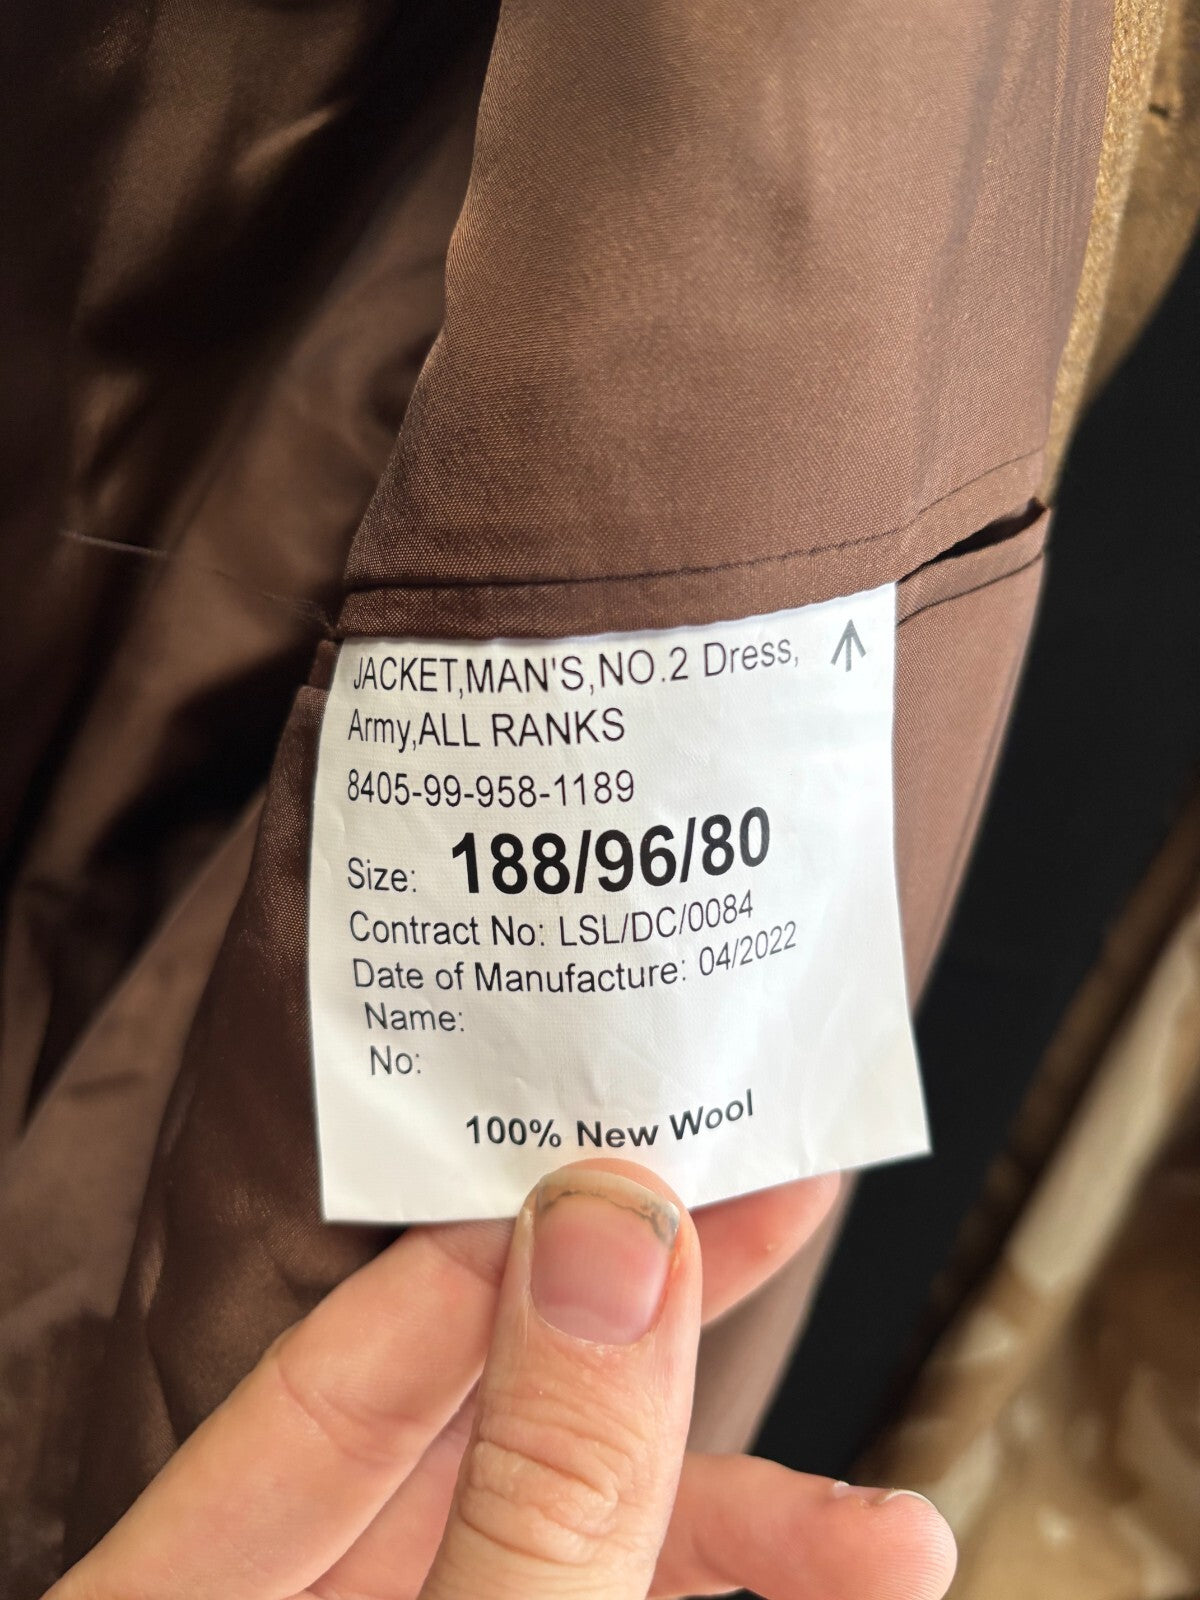 JACKET,MAN'S,NO.2 Dress,
Army,ALL RANKS
8405-99-958-1189
Size: 188/96/80
Contract No: LSL/DC/0084
Date of Manufacture: 04/2022
Name:
No:
100% New Wool